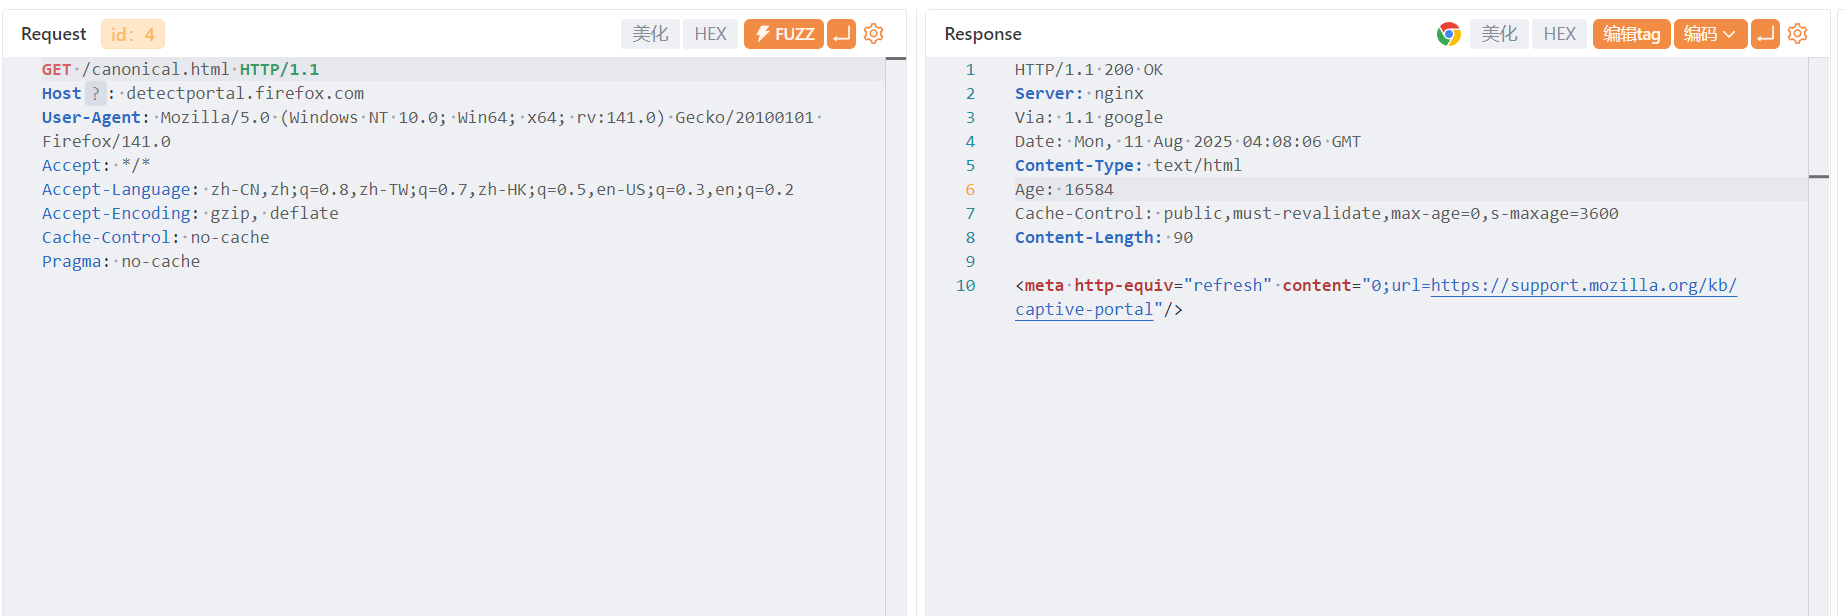 Request id: 4 美化 HEX FUZZ
GET /canonical.html HTTP/1.1
Host ? : detectportal.firefox.com
User-Agent: Mozilla/5.0 (Windows NT 10.0; Win64; x64; rv:141.0) Gecko/20100101
Firefox/141.0
Accept: */*
Accept-Language: zh-CN,zh;q=0.8,zh-TW;q=0.7,zh-HK;q=0.5,en-US;q=0.3,en;q=0.2
Accept-Encoding: gzip, deflate
Cache-Control: no-cache
Pragma: no-cache
Response 美化 HEX 编辑tag 编码
1 HTTP/1.1 200 OK
2 Server: nginx
3 Via: 1.1 google
4 Date: Mon, 11 Aug 2025 04:08:06 GMT
5 Content-Type: text/html
6 Age: 16584
7 Cache-Control: public,must-revalidate,max-age=0,s-maxage=3600
8 Content-Length: 90
9
10 <meta http-equiv="refresh" content="0;url=https://support.mozilla.org/kb/
captive-portal"/>